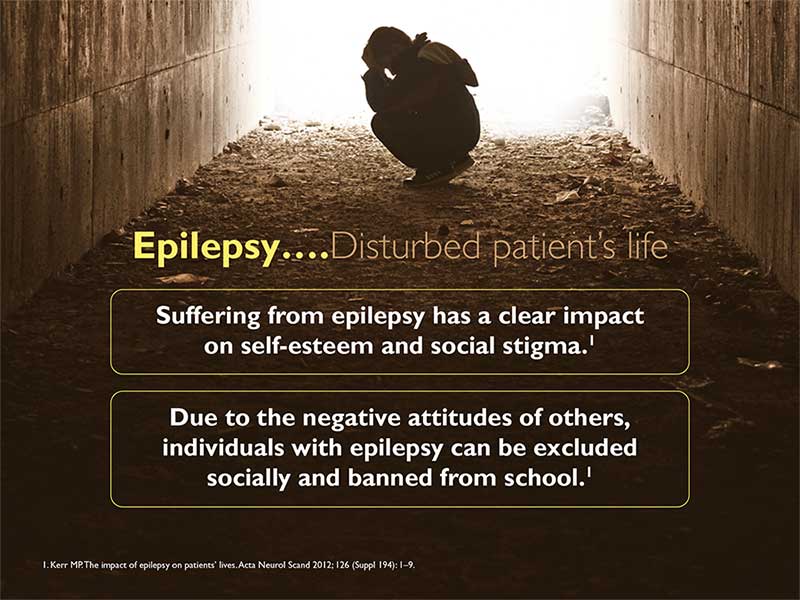 Epilepsy....Disturbed patient's life
Suffering from epilepsy has a clear impact
on self-esteem and social stigma.¹
Due to the negative attitudes of others,
individuals with epilepsy can be excluded
socially and banned from school.¹
1. Kerr MP. The impact of epilepsy on patients' lives. Acta Neurol Scand 2012; 126 (Suppl 194): 1–9.